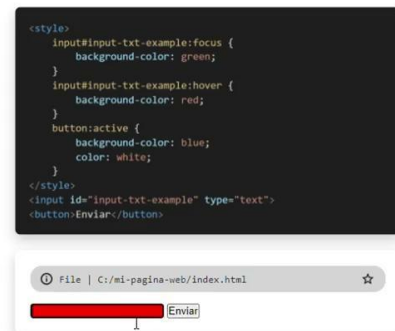 <style>
input#input-txt-example:focus {
background-color: green;
}
input#input-txt-example:hover {
background-color: red;
}
button:active {
background-color: blue;
color: white;
}
</style>
<input id="input-txt-example" type="text">
<button>Enviar</button>
File | C:/mi-pagina-web/index.html
Enviar